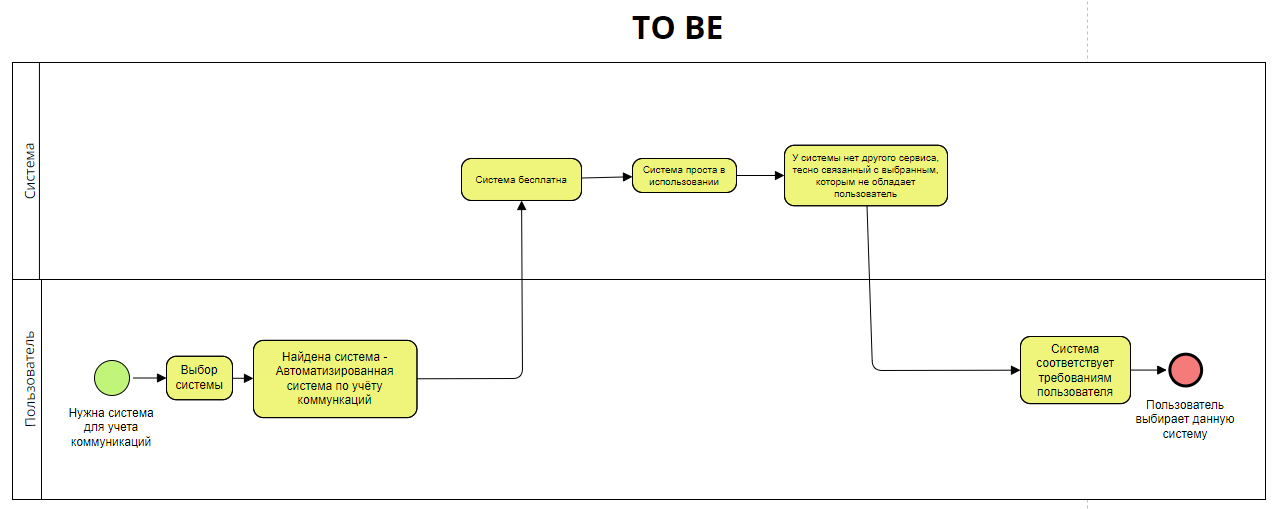 TO BE
Система
Система бесплатна
Система проста в
использовании
У системы нет другого сервиса,
тесно связанный с выбранным,
которым не обладает
пользователь
Пользователь
Нужна система
для учета
коммуникаций
Выбор
системы
Найдена система -
Автоматизированная
система по учёту
коммункаций
Система
соответствует
требованиям
пользователя
Пользователь
выбирает данную
систему